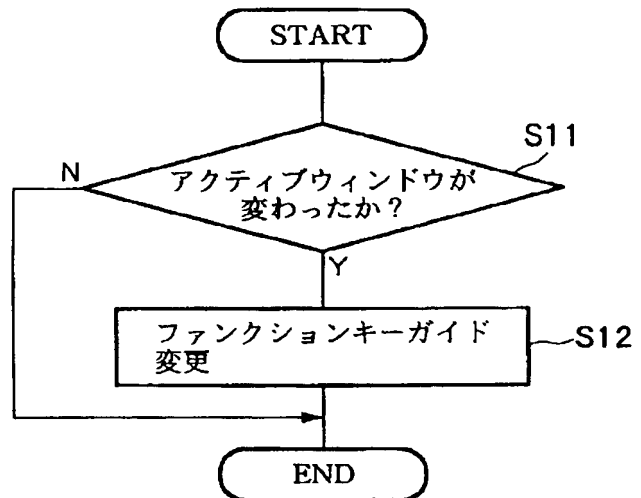 START
S11
N
アクティブウィンドウが
変わったか？
Y
ファンクションキーガイド
変更
S12
END